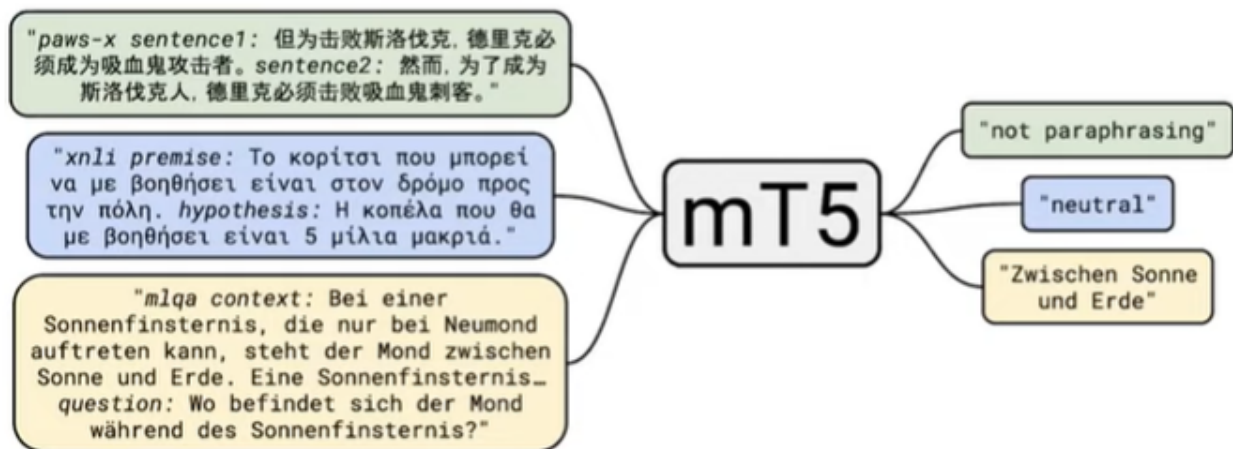 "paws-x sentence1: 但为击败斯洛伐克, 德里克必
须成为吸血鬼攻击者。sentence2: 然而, 为了成为
斯洛伐克人, 德里克必须击败吸血鬼刺客。"
"xnli premise: Το κορίτσι που μπορεί
να με βοηθήσει είναι στον δρόμο προς
την πόλη. hypothesis: Η κοπέλα που θα
με βοηθήσει είναι 5 μίλια μακριά."
"mlqa context: Bei einer
Sonnenfinsternis, die nur bei Neumond
auftreten kann, steht der Mond zwischen
Sonne und Erde. Eine Sonnenfinsternis…
question: Wo befindet sich der Mond
während des Sonnenfinsternis?"
mT5
"not paraphrasing"
"neutral"
"Zwischen Sonne
und Erde"